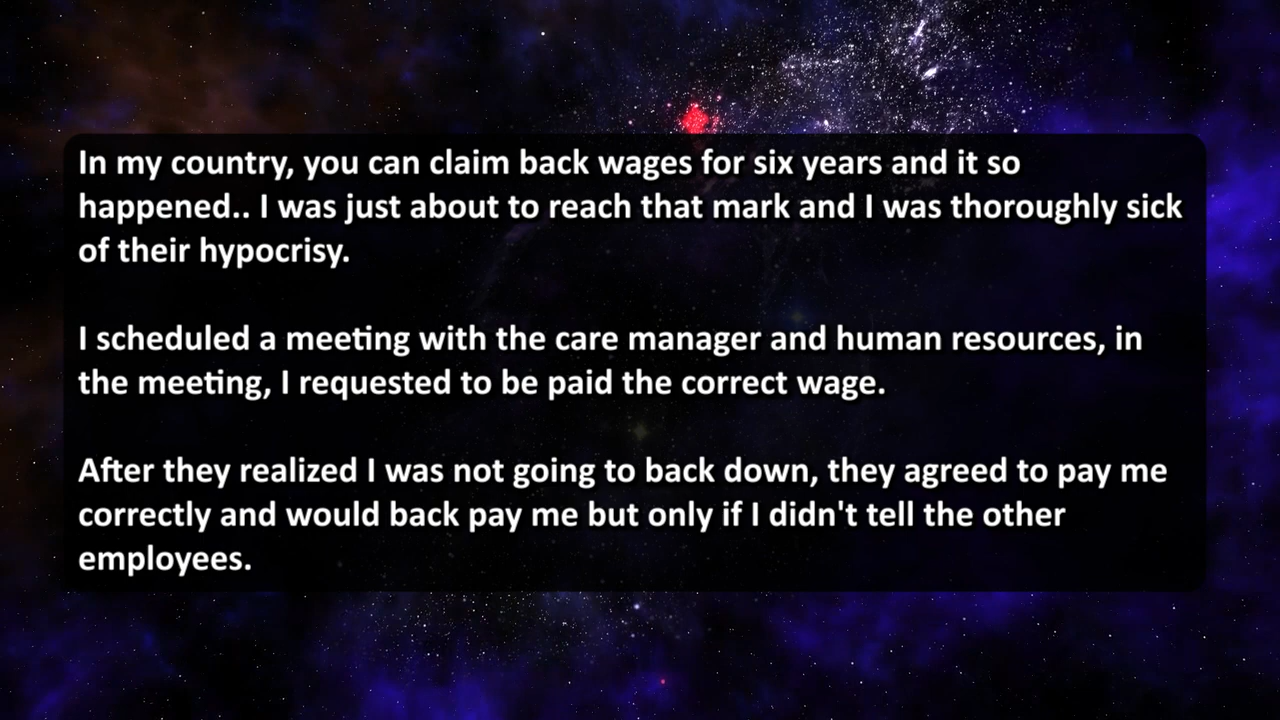 In my country, you can claim back wages for six years and it so
happened.. I was just about to reach that mark and I was thoroughly sick
of their hypocrisy.
I scheduled a meeting with the care manager and human resources, in
the meeting, I requested to be paid the correct wage.
After they realized I was not going to back down, they agreed to pay me
correctly and would back pay me but only if I didn't tell the other
employees.